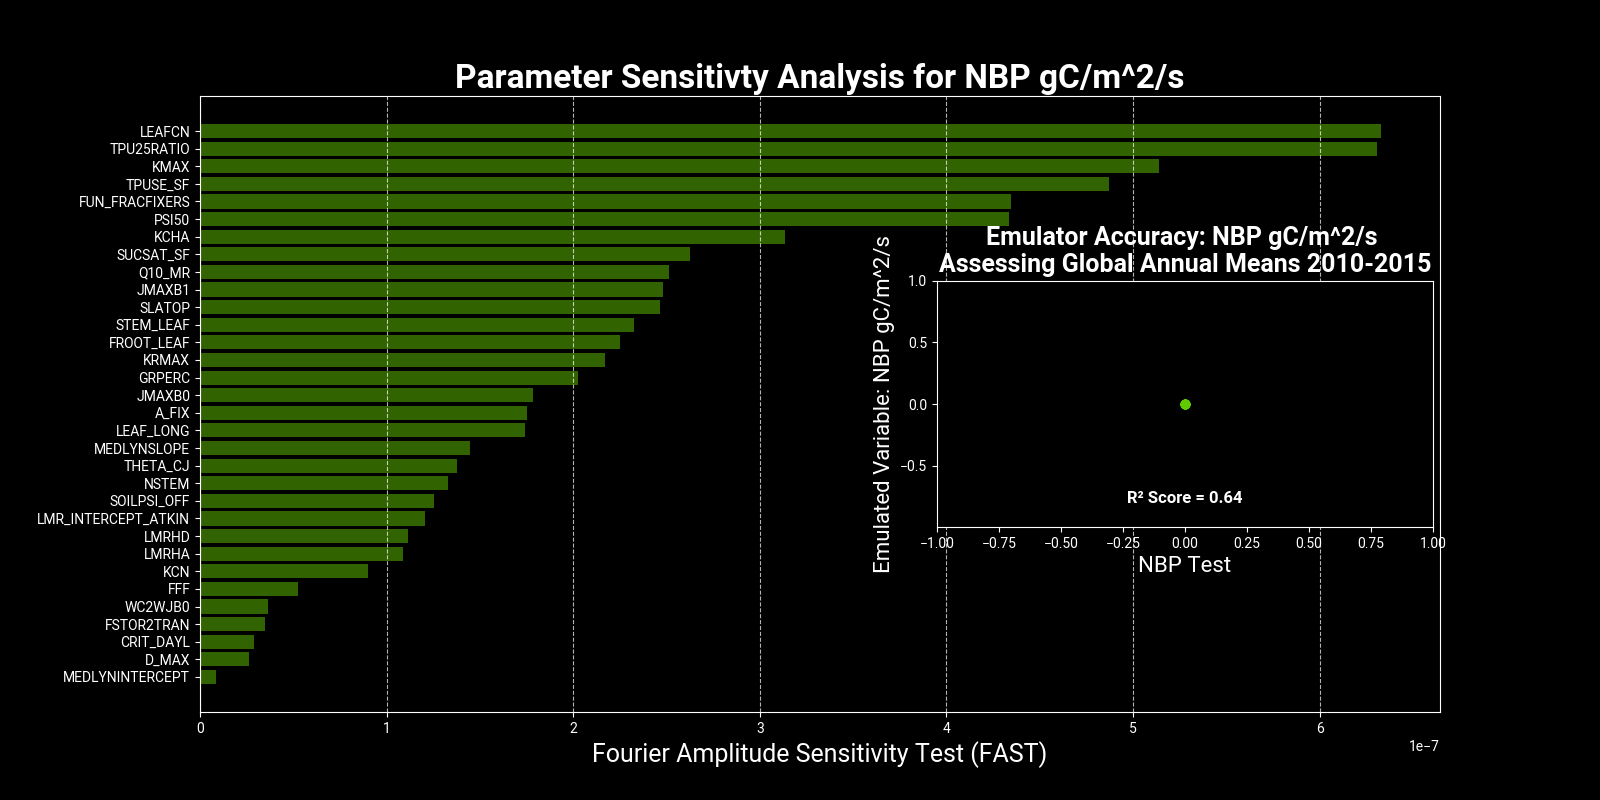 Parameter Sensitivty Analysis for NBP gC/m^2/s
LEAFCN
TPU25RATIO
KMAX
TPUSE_SF
FUN_FRACFIXERS
PSI50
KCHA
SUCSAT_SF
Q10_MR
JMAXB1
SLATOP
STEM_LEAF
FROOT_LEAF
KRMAX
GRPERC
JMAXB0
A_FIX
LEAF_LONG
MEDLYNSLOPE
THETA_CJ
NSTEM
SOILPSI_OFF
LMR_INTERCEPT_ATKIN
LMRHD
LMRHA
KCN
FFF
WC2WJB0
FSTOR2TRAN
CRIT_DAYL
D_MAX
MEDLYNINTERCEPT
0 1 2 3 4 5 6
1e−7
Fourier Amplitude Sensitivity Test (FAST)
Emulator Accuracy: NBP gC/m^2/s
Assessing Global Annual Means 2010-2015
Emulated Variable: NBP gC/m^2/s
1.0
0.5
0.0
−0.5
R² Score = 0.64
−1.00 −0.75 −0.50 −0.25 0.00 0.25 0.50 0.75 1.00
NBP Test